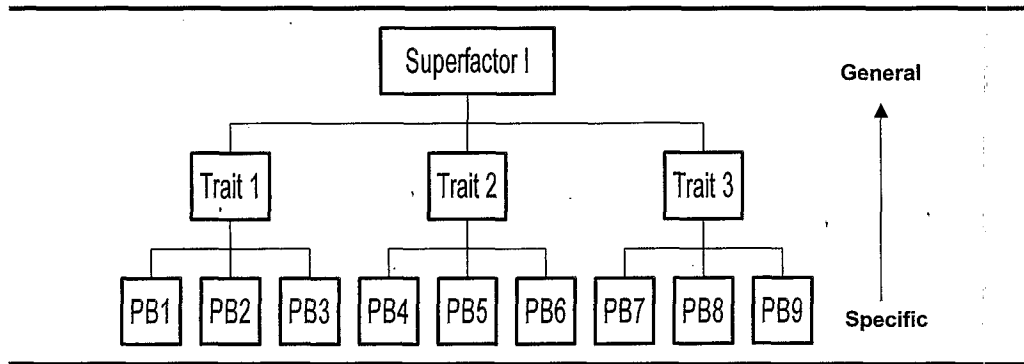 Superfactor I
General
Trait 1 Trait 2 Trait 3
PB1 PB2 PB3 PB4 PB5 PB6 PB7 PB8 PB9
Specific